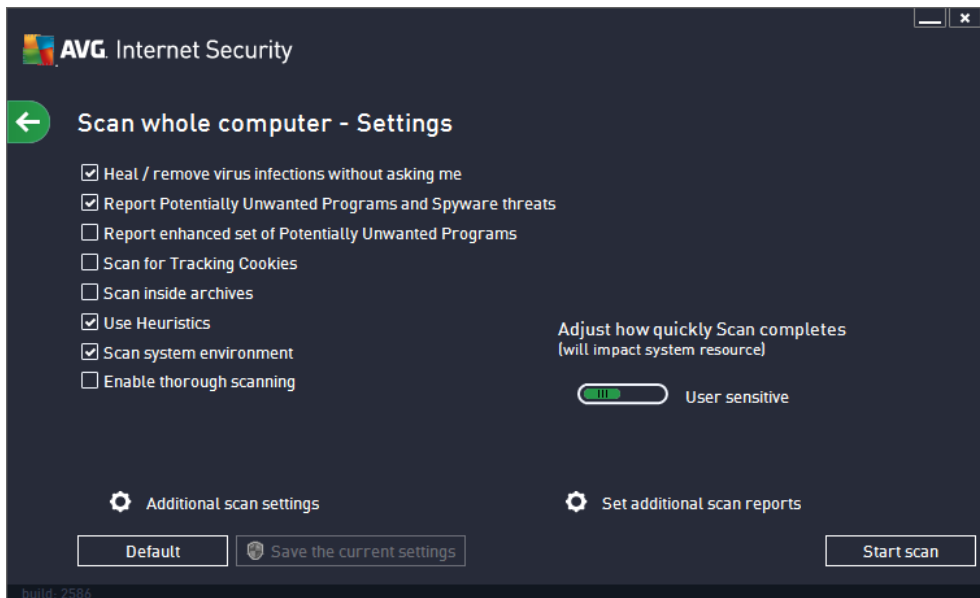 AVG. Internet Security
Scan whole computer - Settings
Heal / remove virus infections without asking me
Report Potentially Unwanted Programs and Spyware threats
Report enhanced set of Potentially Unwanted Programs
Scan for Tracking Cookies
Scan inside archives
Use Heuristics
Scan system environment
Enable thorough scanning
Adjust how quickly Scan completes
(will impact system resource)
User sensitive
Additional scan settings
Set additional scan reports
Default
Save the current settings
Start scan
build: 2586